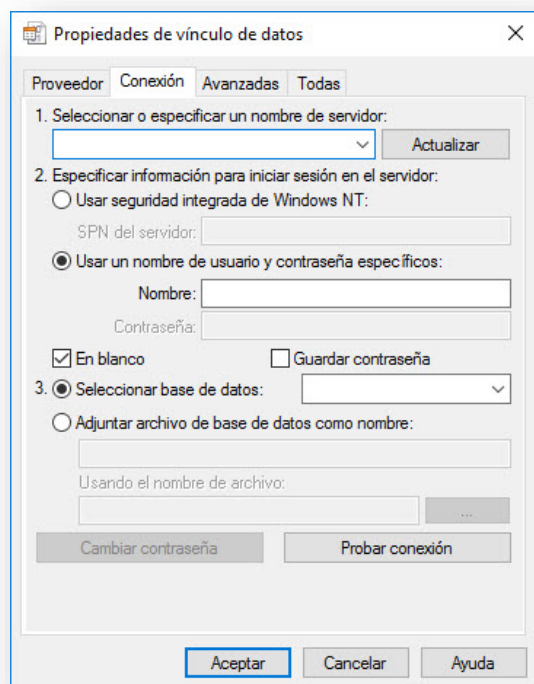 Propiedades de vínculo de datos
Proveedor Conexión Avanzadas Todas
1. Seleccionar o especificar un nombre de servidor:
Actualizar
2. Especificar información para iniciar sesión en el servidor:
Usar seguridad integrada de Windows NT:
SPN del servidor:
Usar un nombre de usuario y contraseña específicos:
Nombre:
Contraseña:
En blanco Guardar contraseña
3. Seleccionar base de datos:
Adjuntar archivo de base de datos como nombre:
Usando el nombre de archivo:
...
Cambiar contraseña Probar conexión
Aceptar Cancelar Ayuda